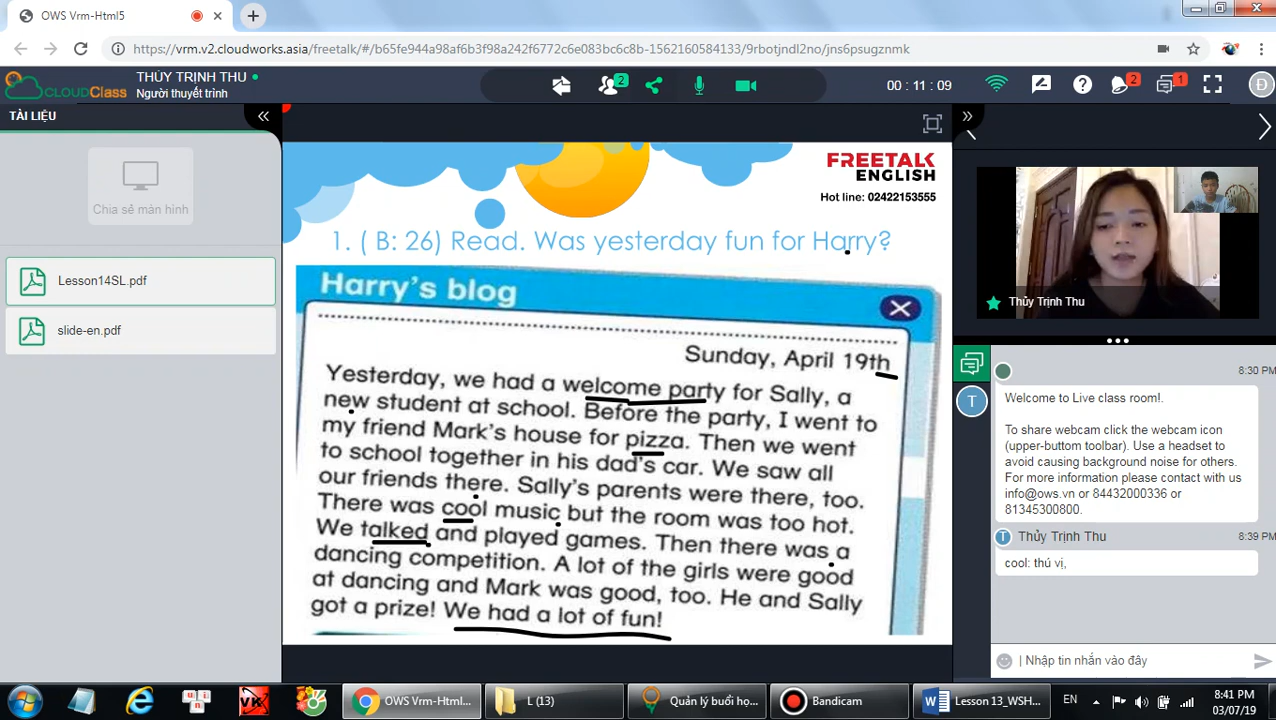 OWS Vrm-Html5
https://vrm.v2.cloudworks.asia/freetalk/#/b65fe944a98af6b3f98a242f6772c6e083bc6c8b-1562160584133/9rbotjndl2no/jns6psugznmk
CLOUDClass
THÙY TRỊNH THU
Người thuyết trình
2
00 : 11 : 09
2
1
Đ
TÀI LIỆU
Chia sẻ màn hình
Lesson14SL.pdf
slide-en.pdf
FREETALK
ENGLISH
Hot line: 02422153555
1. ( B: 26) Read. Was yesterday fun for Harry?
Harry's blog
Sunday, April 19th
Yesterday, we had a welcome party for Sally, a
new student at school. Before the party, I went to
my friend Mark's house for pizza. Then we went
to school together in his dad's car. We saw all
our friends there. Sally's parents were there, too.
There was cool music but the room was too hot.
We talked and played games. Then there was a
dancing competition. A lot of the girls were good
at dancing and Mark was good, too. He and Sally
got a prize! We had a lot of fun!
Thủy Trịnh Thu
8:30 PM
T
Welcome to Live class room!.
To share webcam click the webcam icon
(upper-buttom toolbar). Use a headset to
avoid causing background noise for others.
For more information please contact with us
info@ows.vn or 84432000336 or
81345300800.
T Thủy Trịnh Thu 8:39 PM
cool: thú vị,
Nhập tin nhắn vào đây
OWS Vrm-Html...
L (13)
Quản lý buổi họ...
Bandicam
Lesson 13_WSH...
EN
8:41 PM
03/07/19